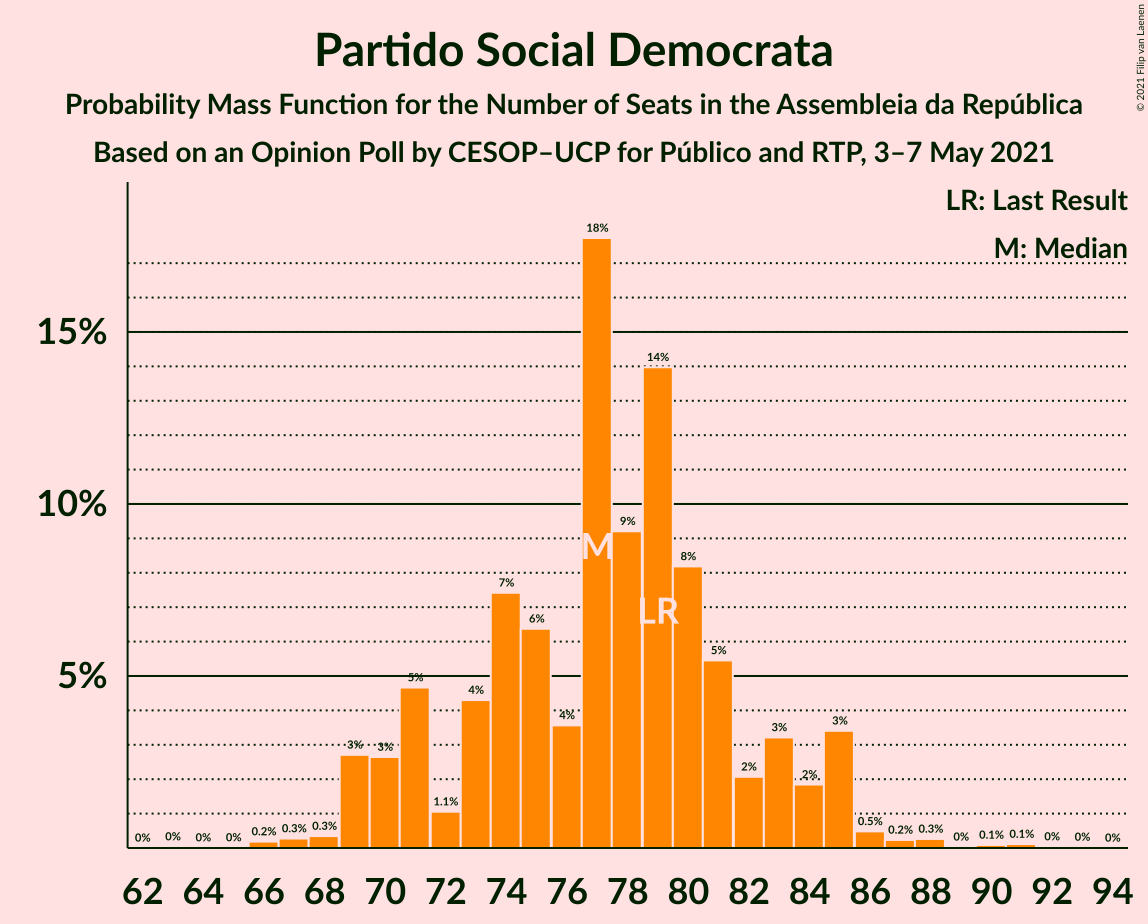 Partido Social Democrata
Probability Mass Function for the Number of Seats in the Assembleia da República
Based on an Opinion Poll by CESOP–UCP for Público and RTP, 3–7 May 2021
© 2021 Filip van Laenen
LR: Last Result
M: Median
15%
10%
5%
0% 0% 0% 0% 0.2% 0.3% 0.3% 3% 3% 5% 1.1% 4% 7% 6% 4% 18% 9% 14% 8% 5% 2% 3% 2% 3% 0.5% 0.2% 0.3% 0% 0.1% 0.1% 0% 0% 0%
M
LR
62 64 66 68 70 72 74 76 78 80 82 84 86 88 90 92 94